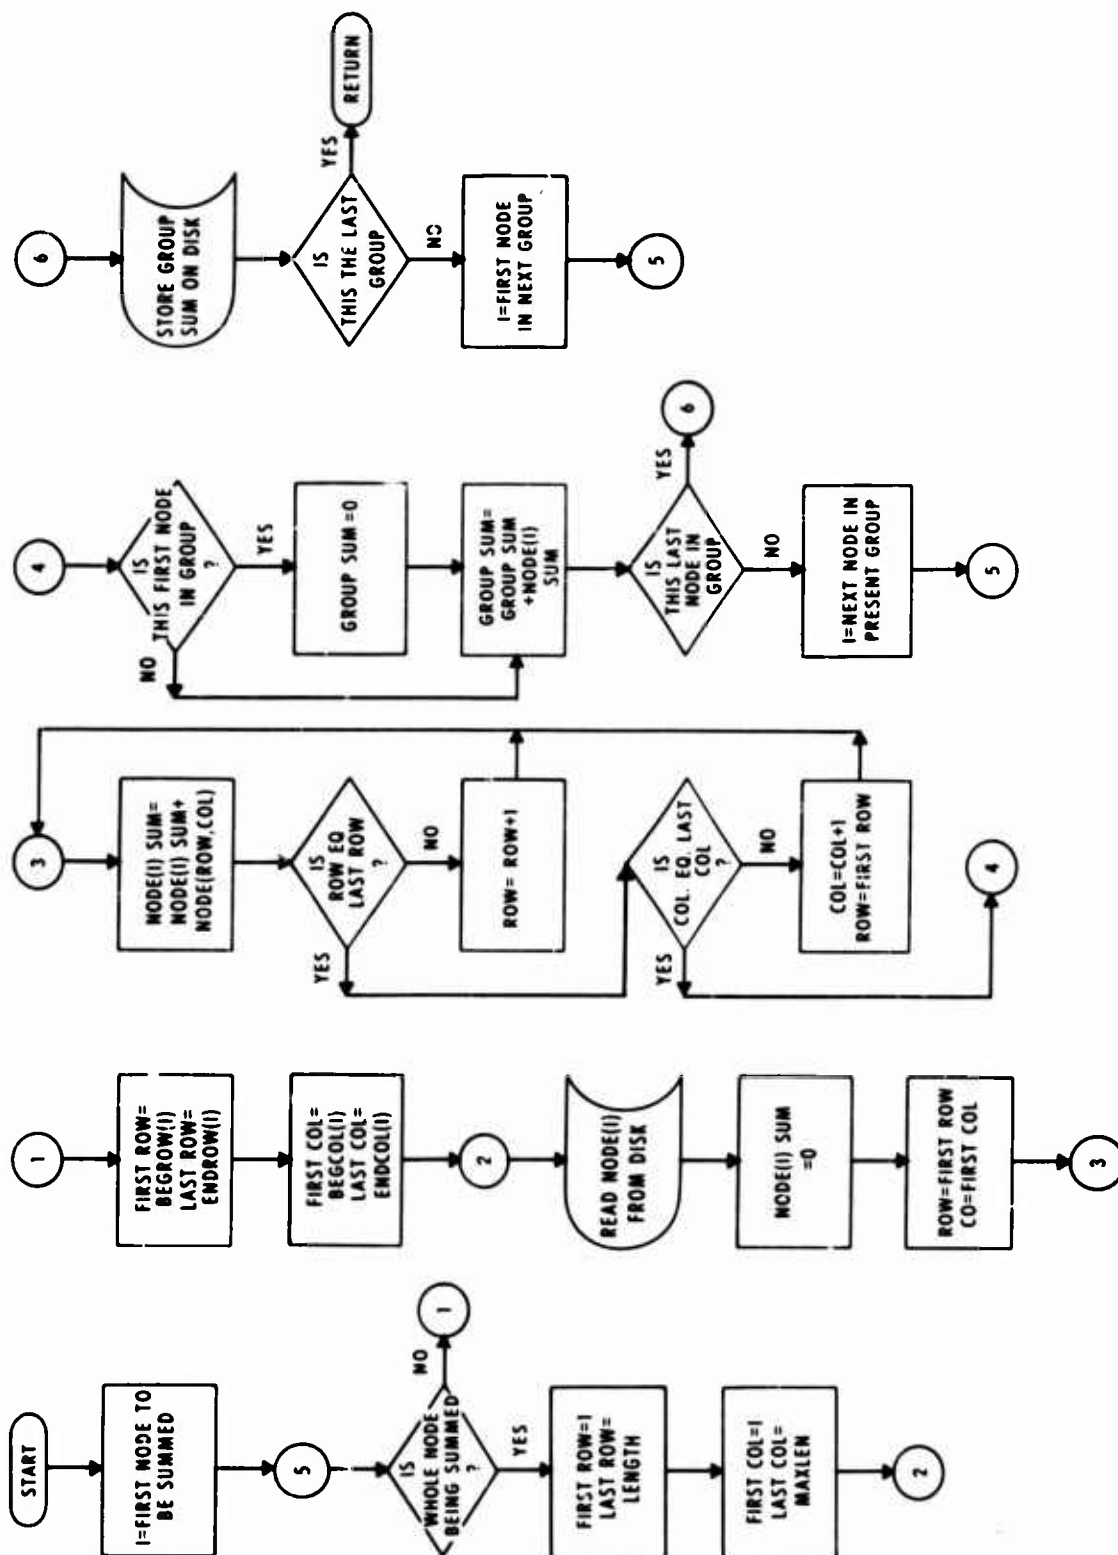 START
I=FIRST NODE TO
BE SUMMED
5
IS
WHOLE NODE
BEING SUMMED
?
NO
1
YES
FIRST ROW=1
LAST ROW=
LENGTH
FIRST COL=1
LAST COL=
MAXLEN
2
1
FIRST ROW=
BEGROW(I)
LAST ROW=
ENDROW(I)
FIRST COL=
BEGCOL(I)
LAST COL=
ENDCOL(I)
2
READ NODE(I)
FROM DISK
NODE(I) SUM
=0
ROW=FIRST ROW
CO=FIRST COL
3
3
NODE(I) SUM=
NODE(I) SUM+
NODE(ROW,COL)
IS
ROW EQ
LAST ROW
?
YES
NO
ROW= ROW+1
IS
COL. EQ. LAST
COL
?
YES
NO
COL=COL+1
ROW=FIRST ROW
4
4
IS
THIS FIRST NODE
IN GROUP
?
NO
YES
GROUP SUM=0
GROUP SUM=
GROUP SUM
+NODE(I)
SUM
IS
THIS LAST
NODE IN
GROUP
YES
6
NO
I=NEXT NODE IN
PRESENT GROUP
5
6
STORE GROUP
SUM ON DISK
IS
THIS THE LAST
GROUP
YES
RETURN
NO
I=FIRST NODE
IN NEXT GROUP
5